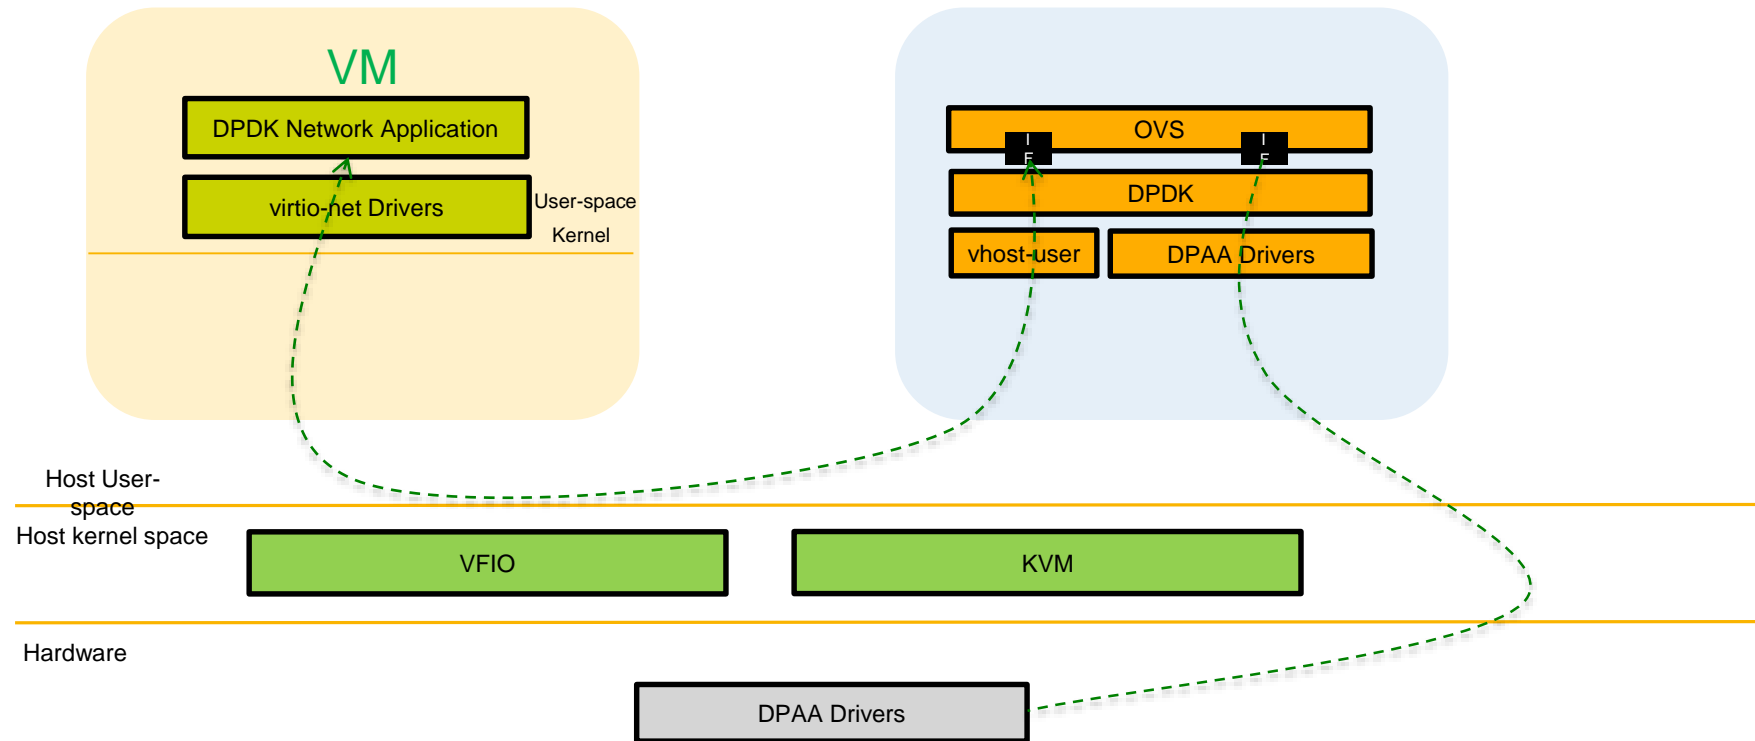 VM
DPDK Network Application
virtio-net Drivers
User-space
Kernel
OVS
I
F
I
F
DPDK
vhost-user
DPAA Drivers
Host User-
space
Host kernel space
VFIO
KVM
Hardware
DPAA Drivers